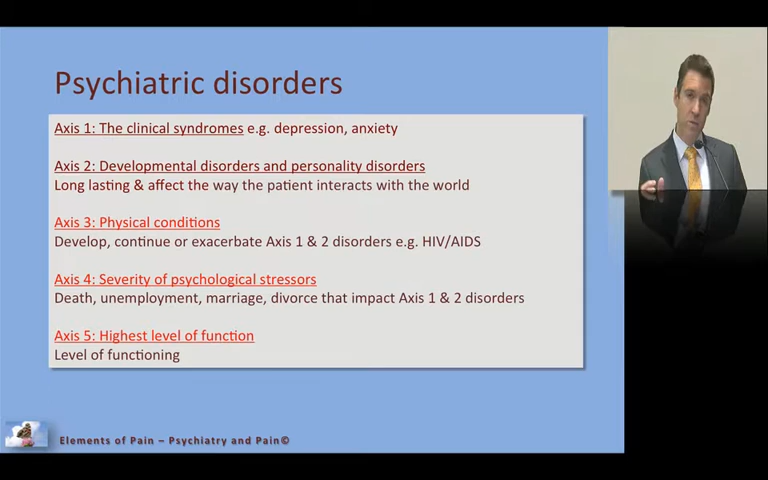 Psychiatric disorders
Axis 1: The clinical syndromes e.g. depression, anxiety
Axis 2: Developmental disorders and personality disorders
Long lasting & affect the way the patient interacts with the world
Axis 3: Physical conditions
Develop, continue or exacerbate Axis 1 & 2 disorders e.g. HIV/AIDS
Axis 4: Severity of psychological stressors
Death, unemployment, marriage, divorce that impact Axis 1 & 2 disorders
Axis 5: Highest level of function
Level of functioning
Elements of Pain – Psychiatry and Pain©